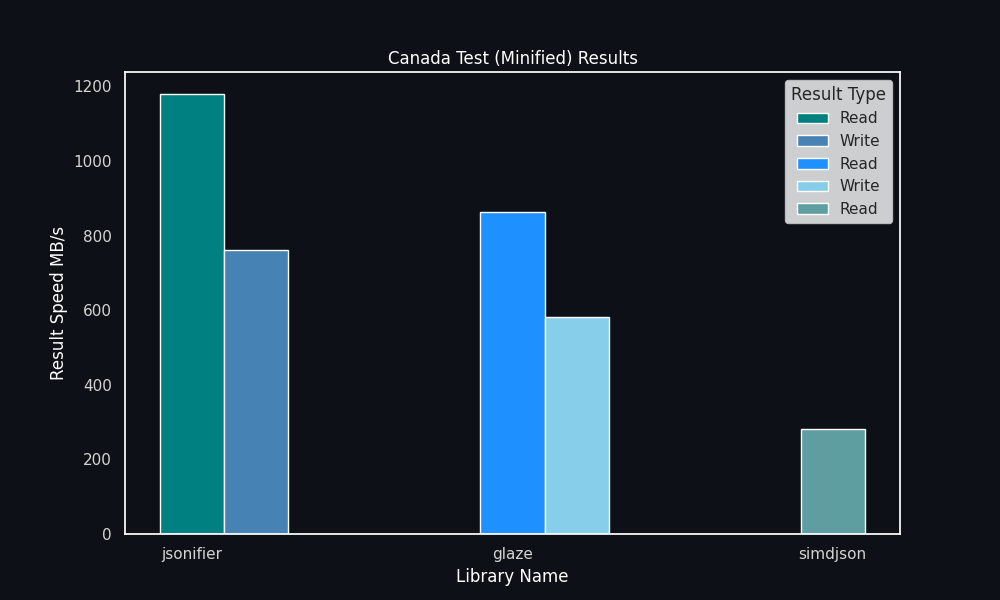 Canada Test (Minified) Results
Result Speed MB/s
1200
1000
800
600
400
200
0
Result Type
Read
Write
Read
Write
Read
jsonifier
glaze
simdjson
Library Name